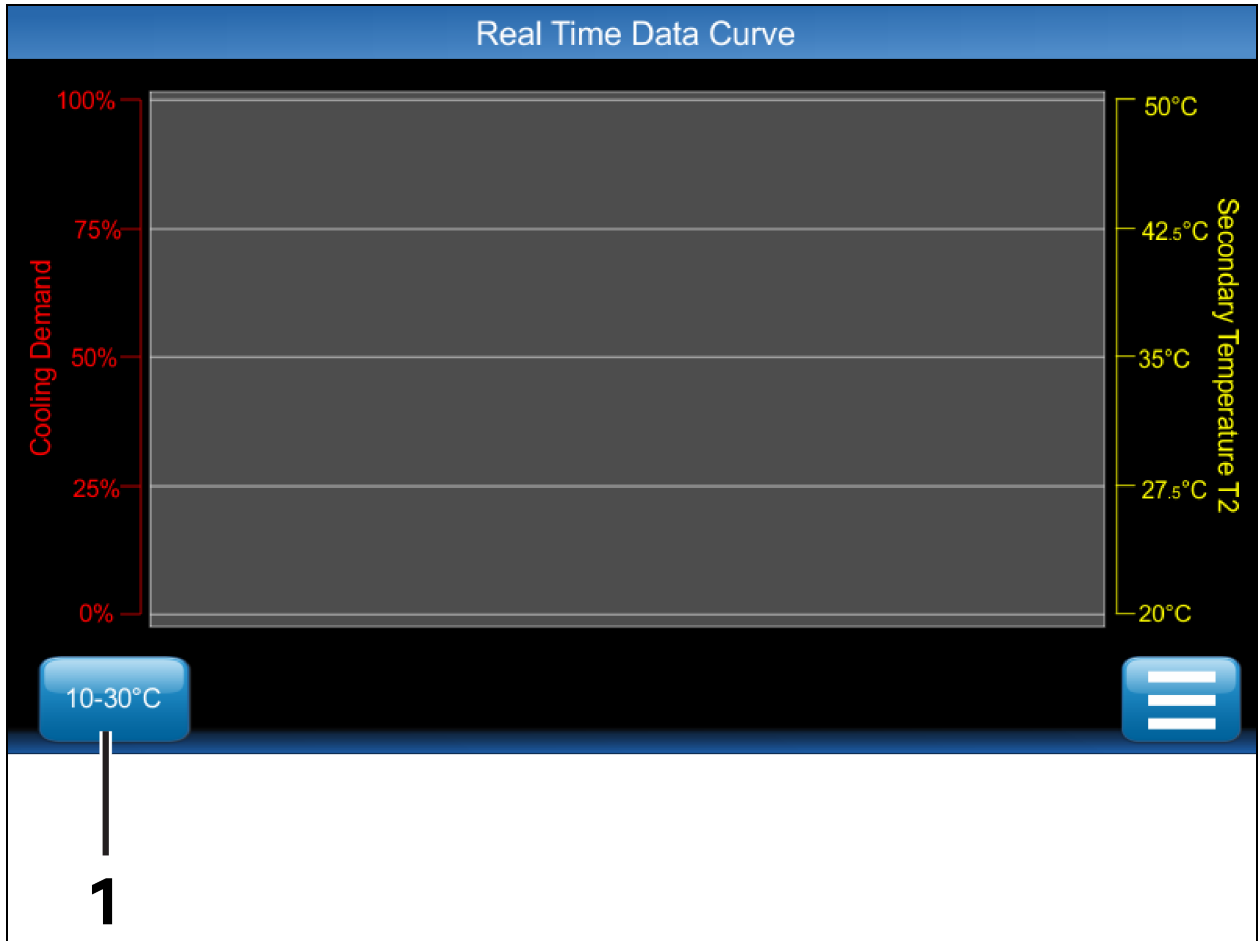 Real Time Data Curve
100%
75%
50%
25%
0%
Cooling Demand
50°C
42.5°C
35°C
27.5°C
20°C
Secondary Temperature T2
10-30°C
1